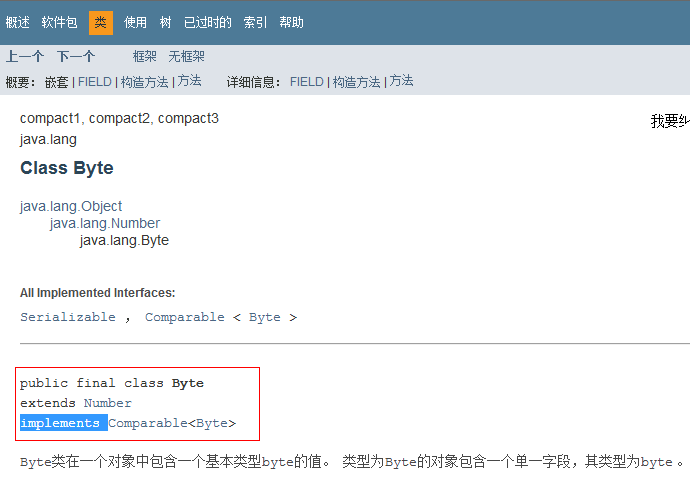 概述 软件包 类 使用 树 已过时的 索引 帮助
上一个 下一个 框架 无框架
概要： 嵌套 | FIELD | 构造方法 | 方法 详细信息： FIELD | 构造方法 | 方法
compact1, compact2, compact3
我要纠
java.lang
Class Byte
java.lang.Object
java.lang.Number
java.lang.Byte
All Implemented Interfaces:
Serializable ， Comparable < Byte >
public final class Byte
extends Number
implements Comparable<Byte>
Byte类在一个对象中包含一个基本类型byte的值。 类型为Byte的对象包含一个单一字段，其类型为byte 。